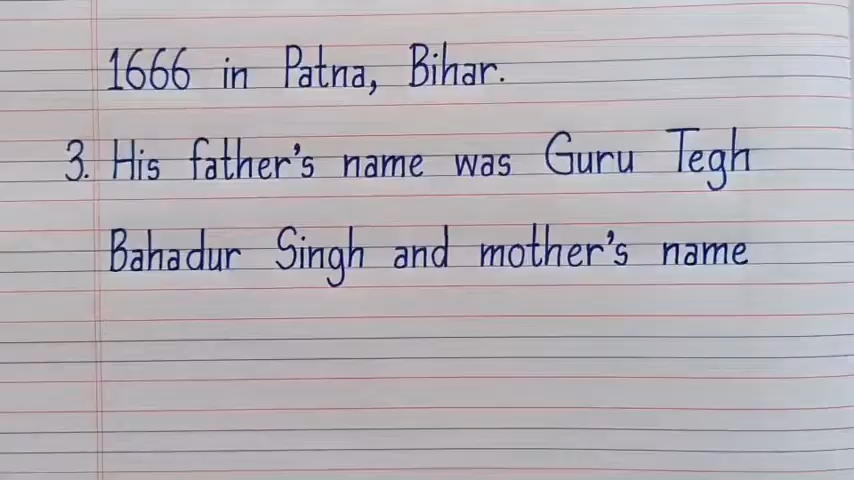 1666 in Patna, Bihar.
3. His father's name was Guru Tegh
Bahadur Singh and mother's name